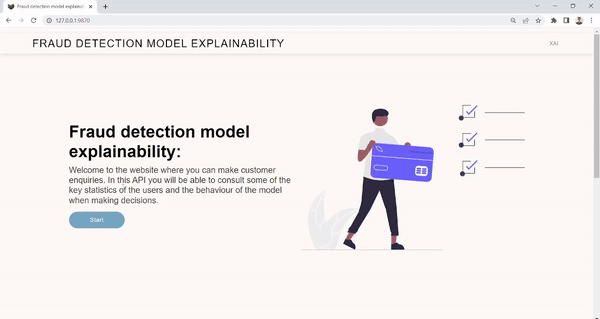 Fraud detection model explainabi
127.0.0.1:9870
FRAUD DETECTION MODEL EXPLAINABILITY
XAI
Fraud detection model
explainability:
Welcome to the website where you can make customer
enquiries. In this API you will be able to consult some of the
key statistics of the users and the behaviour of the model
when making decisions.
Start